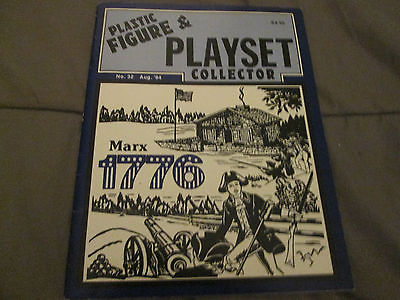 PLASTIC
FIGURE &
PLAYSET
COLLECTOR
No. 32 Aug. '94
Marx
1776